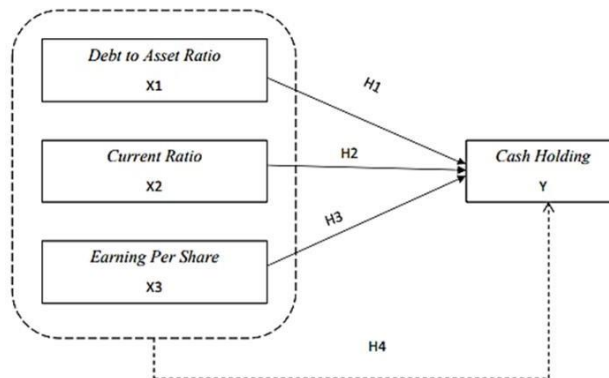 Debt to Asset Ratio
X1
H1
Current Ratio
X2
H2
Cash Holding
Y
H3
Earning Per Share
X3
H4